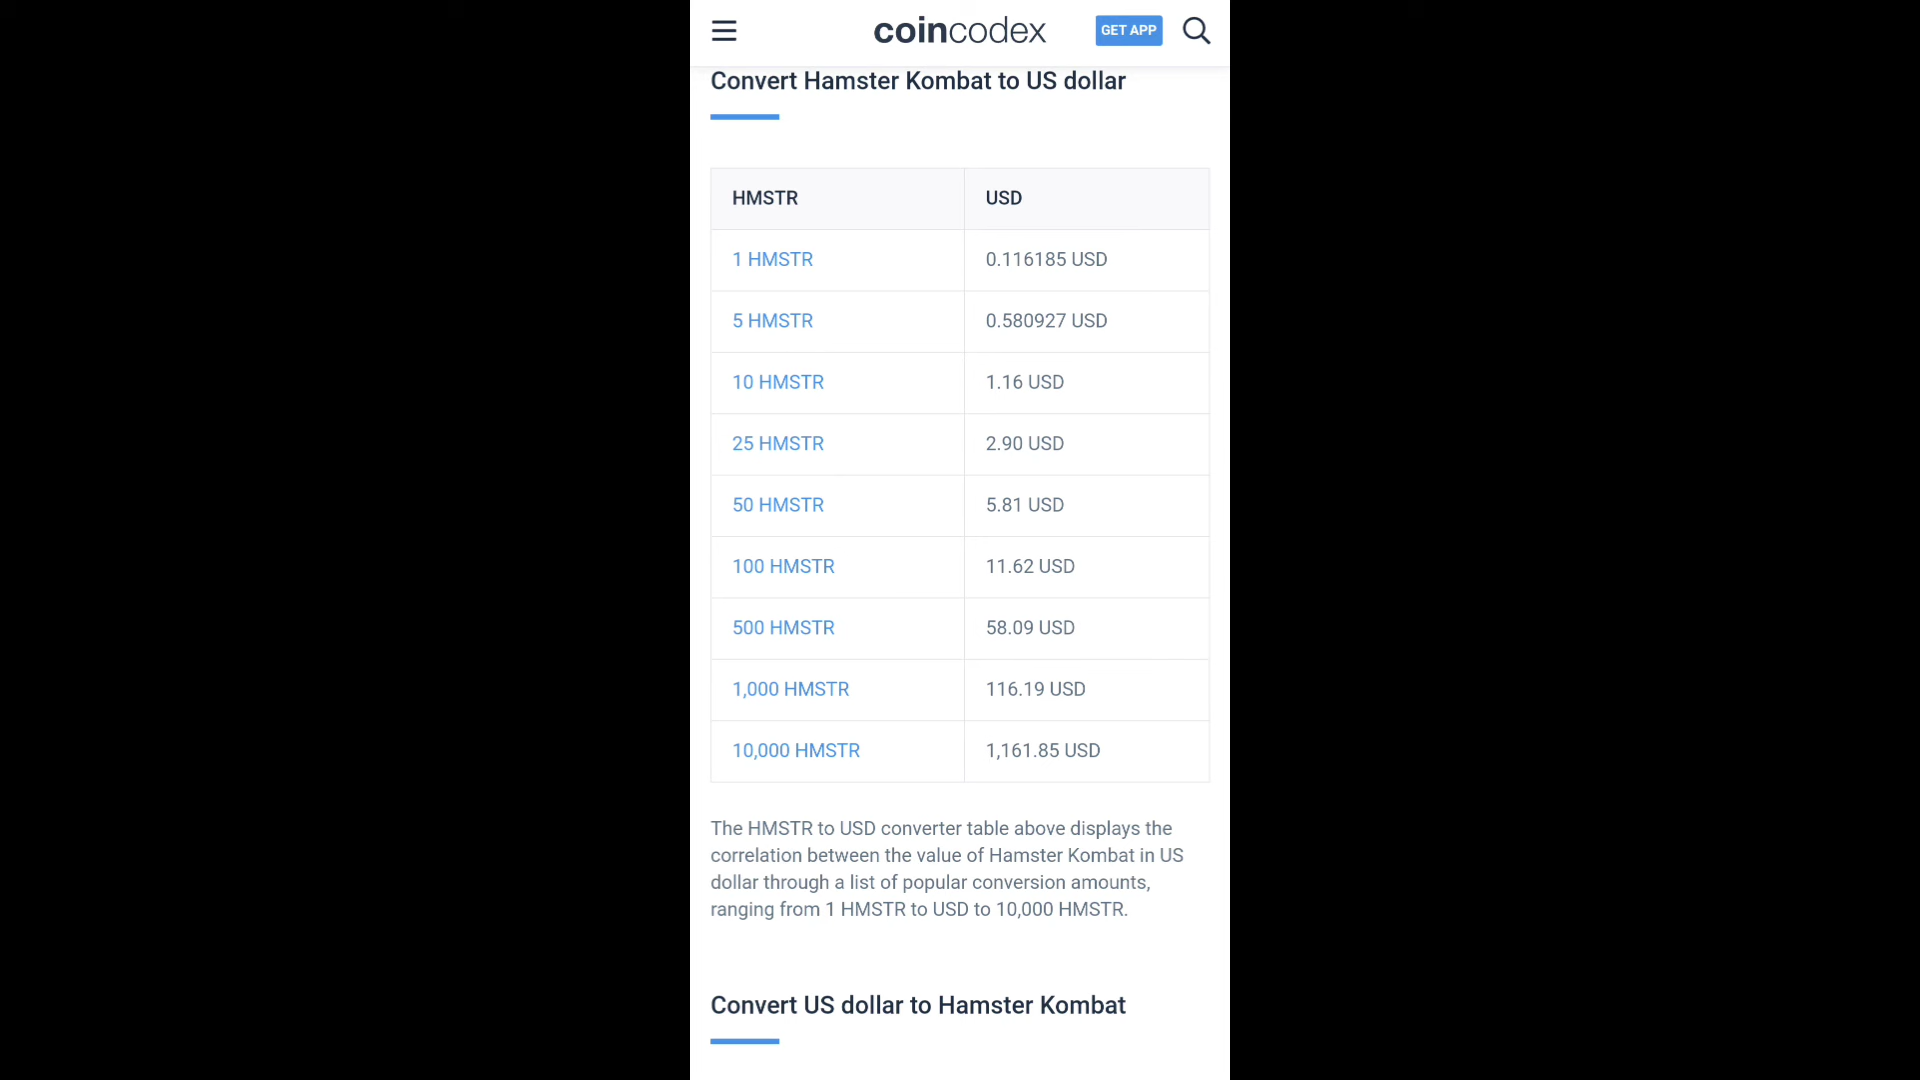 coincodex GET APP
Convert Hamster Kombat to US dollar
HMSTR USD
1 HMSTR 0.116185 USD
5 HMSTR 0.580927 USD
10 HMSTR 1.16 USD
25 HMSTR 2.90 USD
50 HMSTR 5.81 USD
100 HMSTR 11.62 USD
500 HMSTR 58.09 USD
1,000 HMSTR 116.19 USD
10,000 HMSTR 1,161.85 USD
The HMSTR to USD converter table above displays the
correlation between the value of Hamster Kombat in US
dollar through a list of popular conversion amounts,
ranging from 1 HMSTR to USD to 10,000 HMSTR.
Convert US dollar to Hamster Kombat